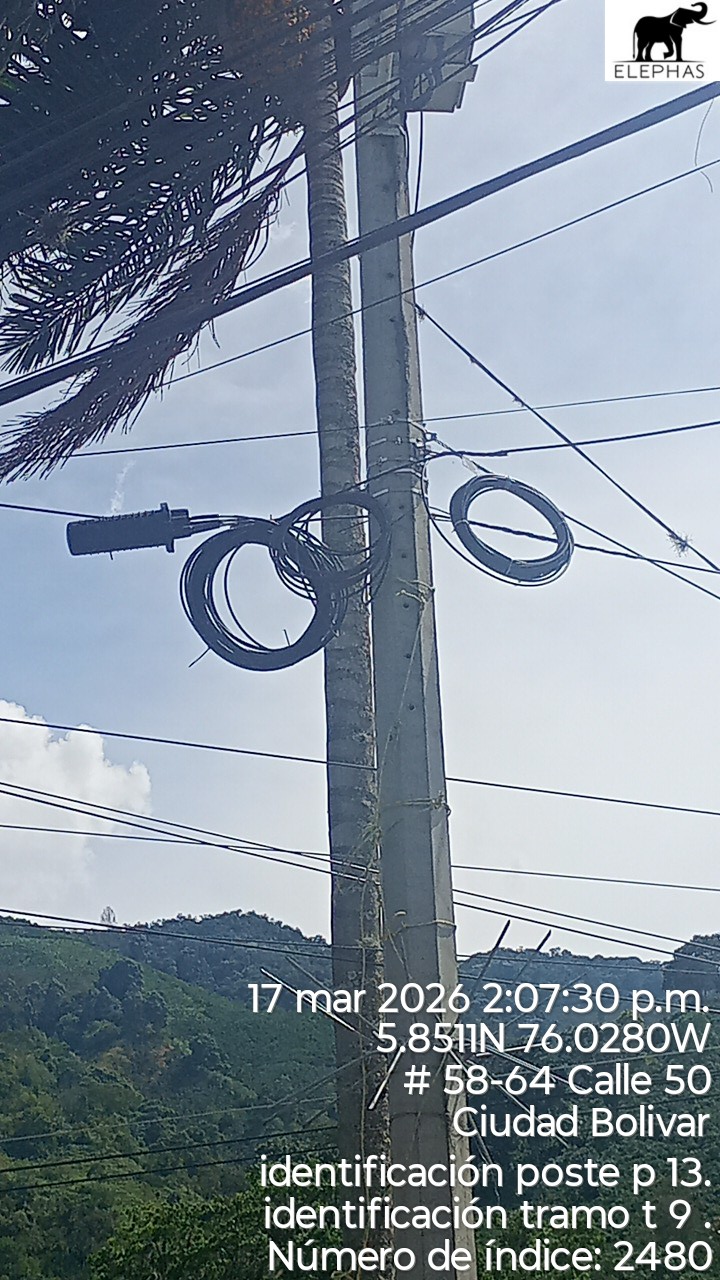 ELEPHAS
17 mar 2026 2:07:30 p.m.
5.8511N 76.0280W
# 58-64 Calle 50
Ciudad Bolivar
identificación poste p 13.
identificación tramo t 9 .
Número de índice: 2480